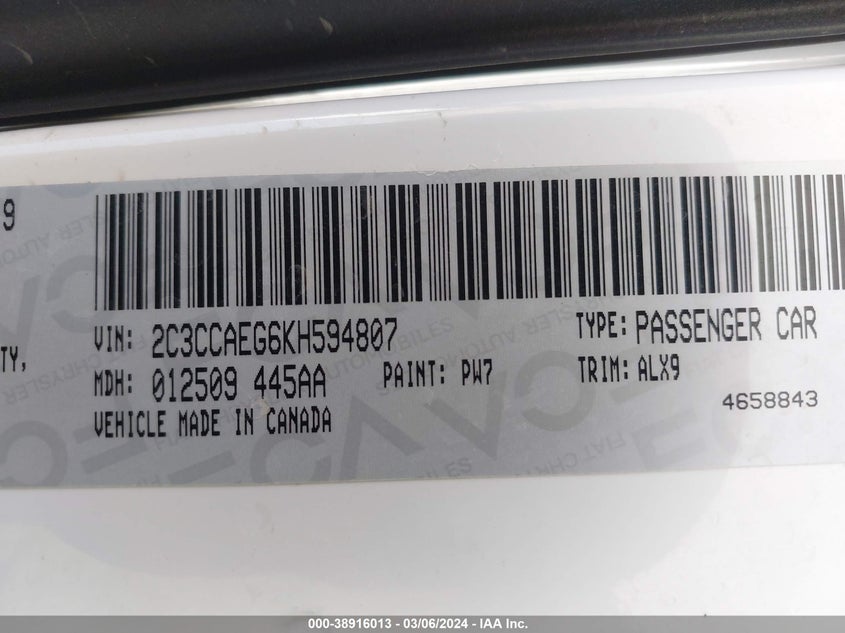 9
TY,
VIN: 2C3CCAEG6KH594807 TYPE: PASSENGER CAR
MDH: 012509 445AA PAINT: PW7 TRIM: ALX9
VEHICLE MADE IN CANADA 4658843
000-38916013 - 03/06/2024 - IAA Inc.